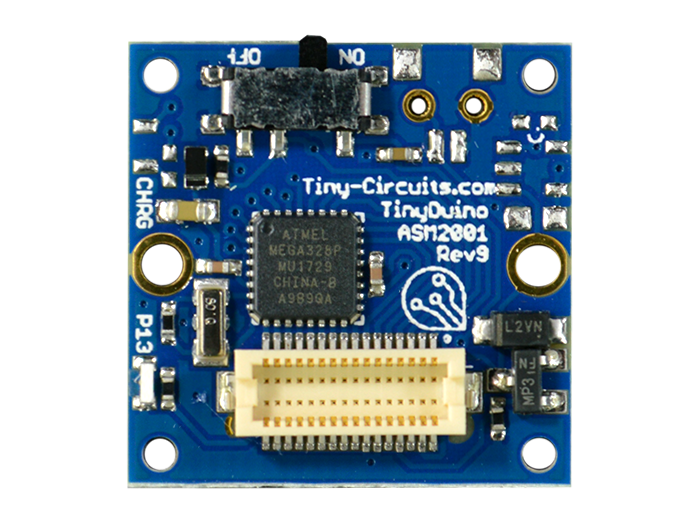 OFF
ON
Tiny-Circuits.com
TinyDuino
ASM2001
Rev9
CHRG
ATMEL
MEGA328P
MU1729
CHINA-B
A9B9QA
P13
L2VN
MP3